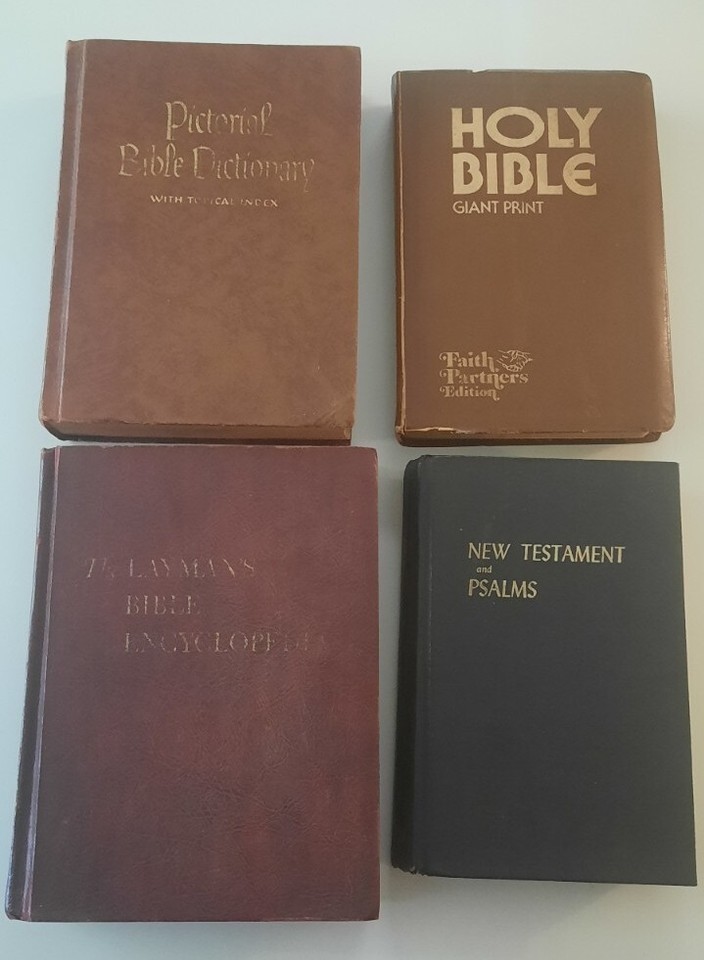 Pictorial
Bible Dictionary
WITH TOPICAL INDEX
HOLY
BIBLE
GIANT PRINT
Faith
Partners
Edition
The LAYMAN'S
BIBLE
ENCYCLOPEDIA
NEW TESTAMENT
and
PSALMS